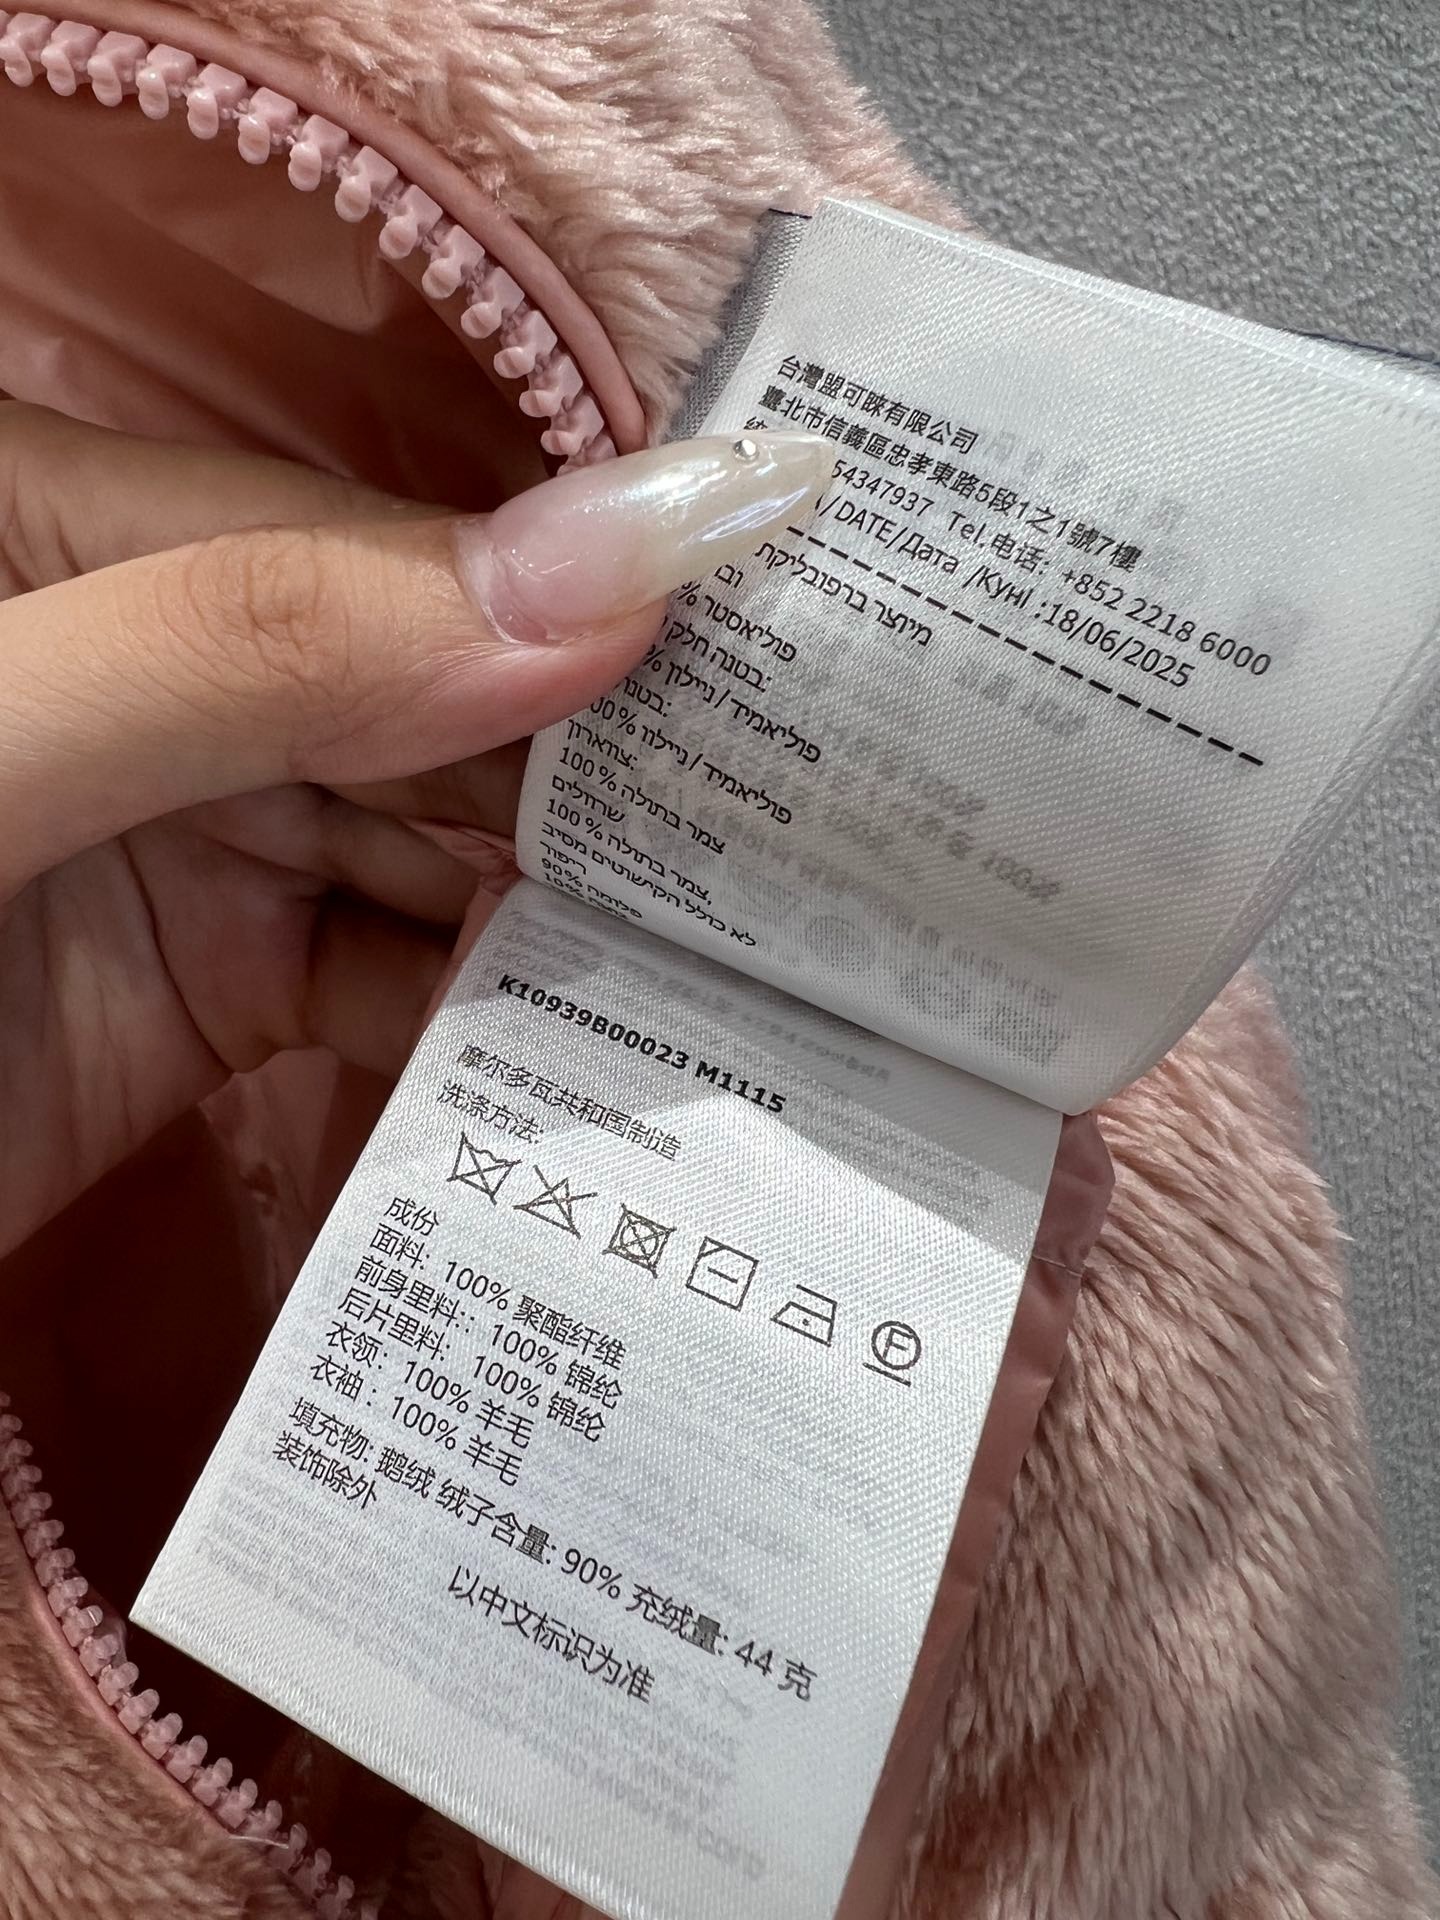 台灣盟可睞有限公司
臺北市信義區忠孝東路5段1之1號7樓
54347937 Tel.电话: +852 2218 6000
/DATE/Дата /Күні :18/06/2025
מיוצר ברפובליקת
% פוליאסטר
בטנה חלק
% פוליאמיד / ניילון
בטנת:
00% פוליאמיד / ניילון
צווארון:
100% צמר בתולה
שרוולים
100% צמר בתולה,
לא כולל הקישוטים מסיב
ריפוד
90% פלומה
10%
K10939B00023 M1115
摩尔多瓦共和国制造
洗涤方法:
F
成份
面料: 100% 聚酯纤维
前身里料:: 100% 锦纶
后片里料: 100% 锦纶
衣领: 100% 羊毛
衣袖 : 100% 羊毛
填充物: 鹅绒 绒子含量: 90% 充绒量: 44 克
装饰除外
以中文标识为准